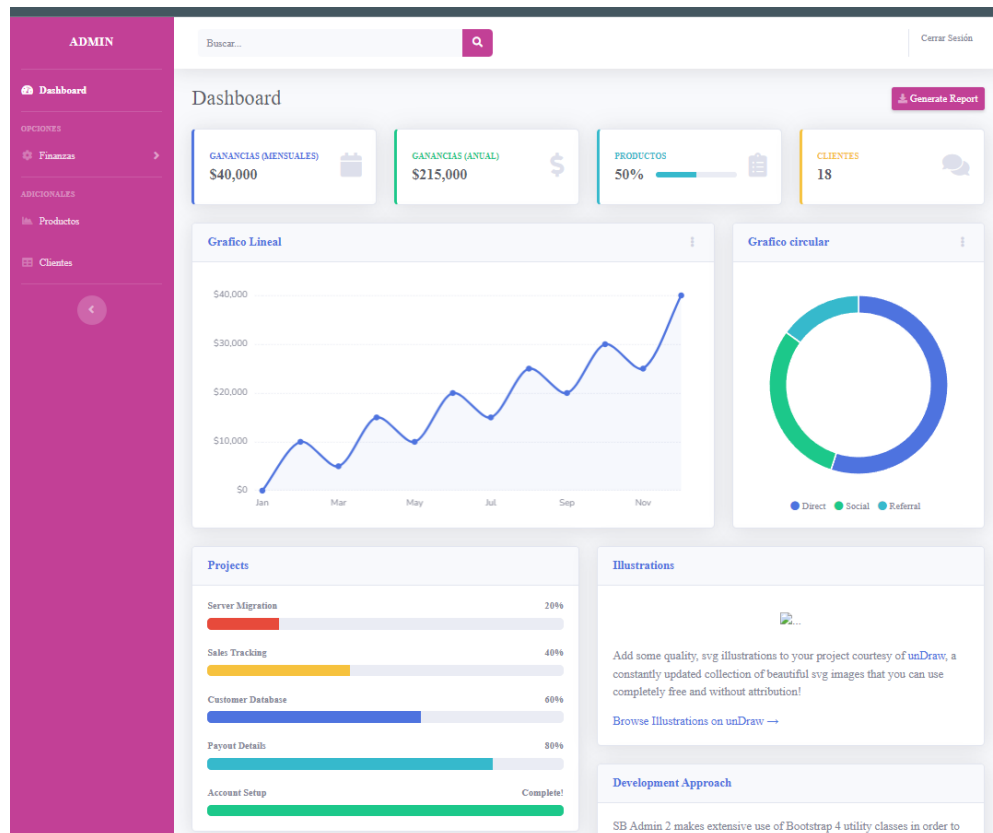 ADMIN
Buscar...
Cerrar Sesión
Dashboard
Dashboard
Generate Report
OPCIONES
Finanzas
ADICIONALES
Productos
Clientes
GANANCIAS (MENSUALES)
$40,000
GANANCIAS (ANUAL)
$215,000
PRODUCTOS
50%
CLIENTES
18
Grafico Lineal
$40,000
$30,000
$20,000
$10,000
$0
Jan Mar May Jul Sep Nov
Grafico circular
Direct Social Referral
Projects
Server Migration 20%
Sales Tracking 40%
Customer Database 60%
Payout Details 80%
Account Setup Complete!
Illustrations
...
Add some quality, svg illustrations to your project courtesy of unDraw, a
constantly updated collection of beautiful svg images that you can use
completely free and without attribution!
Browse Illustrations on unDraw →
Development Approach
SB Admin 2 makes extensive use of Bootstrap 4 utility classes in order to